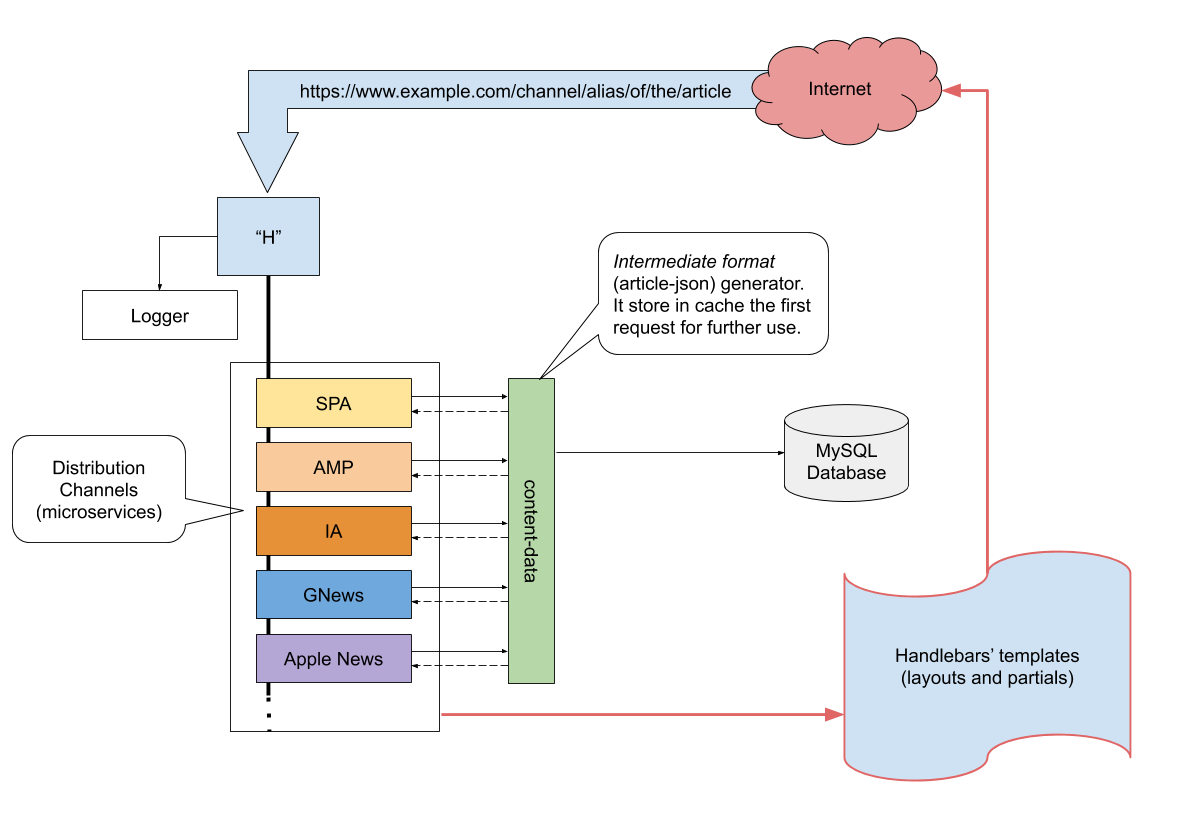 https://www.example.com/channel/alias/of/the/article
Internet
“H”
Logger
Intermediate format
(article-json) generator.
It store in cache the first
request for further use.
SPA
AMP
IA
GNews
Apple News
Distribution
Channels
(microservices)
content-data
MySQL
Database
Handlebars’ templates
(layouts and partials)